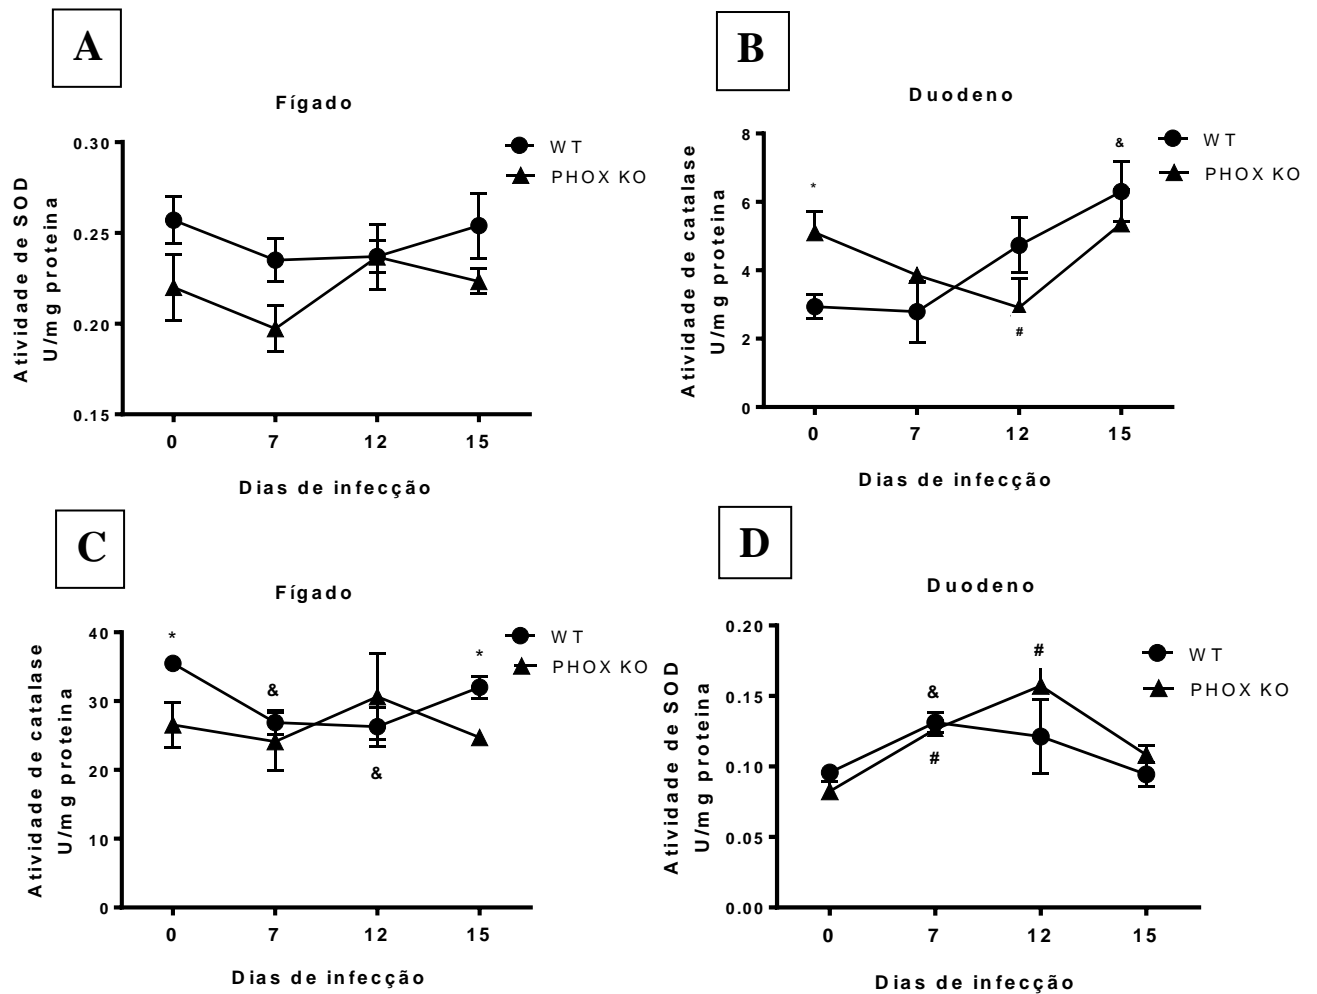 A
Fígado
Atividade de SOD
U/mg proteina
0.30
0.25
0.20
0.15
0 7 12 15
Dias de infecção
WT
PHOX KO
B
Duodeno
Atividade de catalase
U/mg proteina
8
6
4
2
0
*
#
&
0 7 12 15
Dias de infecção
WT
PHOX KO
C
Fígado
Atividade de catalase
U/mg proteina
40
30
20
10
0
*
&
&
*
0 7 12 15
Dias de infecção
WT
PHOX KO
D
Duodeno
Atividade de SOD
U/mg proteina
0.20
0.15
0.10
0.05
0.00
&
#
#
0 7 12 15
Dias de infecção
WT
PHOX KO